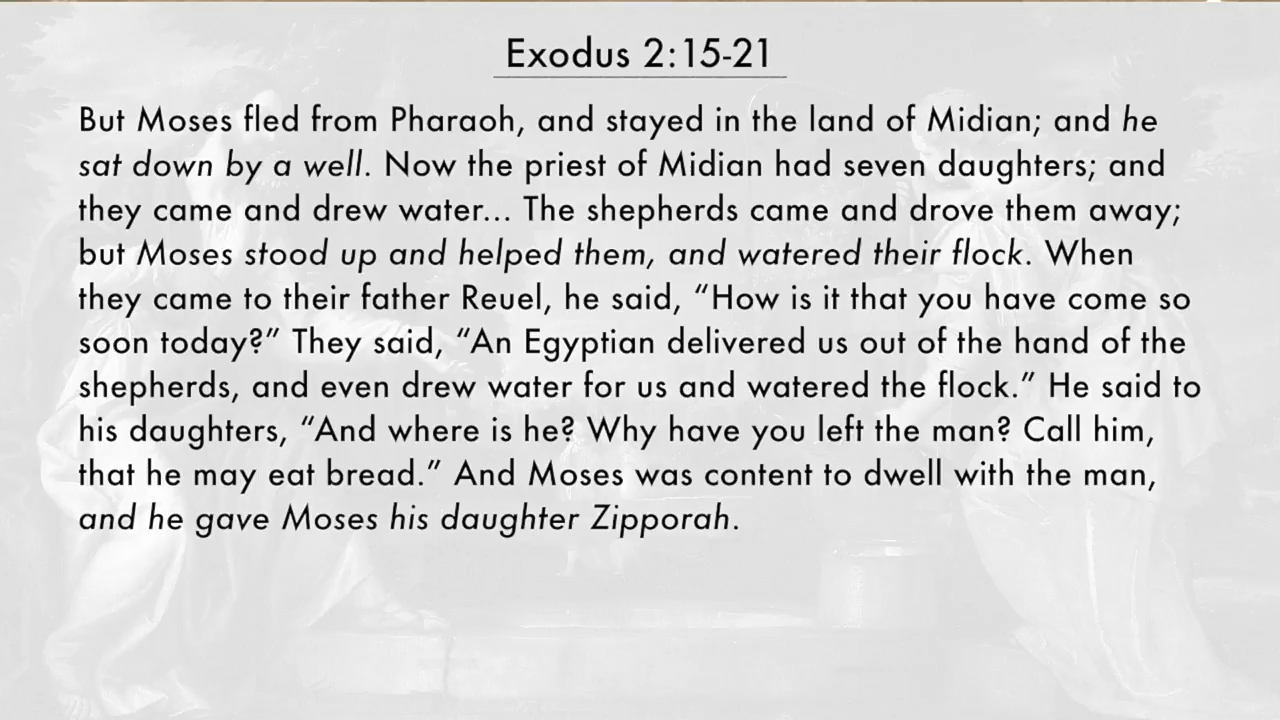 Exodus 2:15-21
But Moses fled from Pharaoh, and stayed in the land of Midian; and he
sat down by a well. Now the priest of Midian had seven daughters; and
they came and drew water... The shepherds came and drove them away;
but Moses stood up and helped them, and watered their flock. When
they came to their father Reuel, he said, “How is it that you have come so
soon today?” They said, “An Egyptian delivered us out of the hand of the
shepherds, and even drew water for us and watered the flock.” He said to
his daughters, “And where is he? Why have you left the man? Call him,
that he may eat bread.” And Moses was content to dwell with the man,
and he gave Moses his daughter Zipporah.